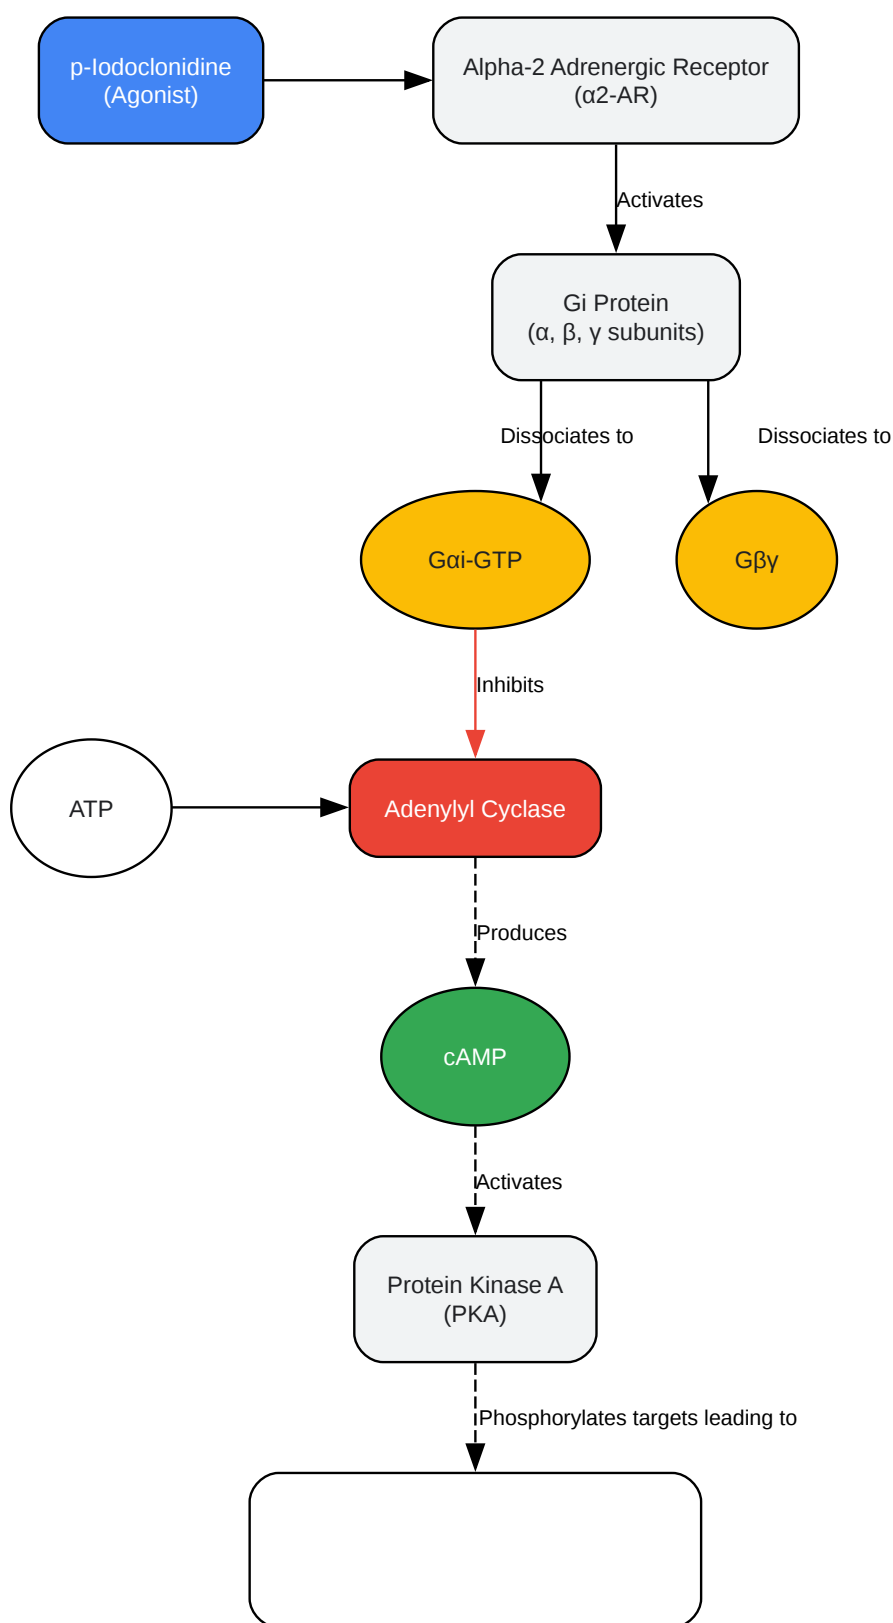 p-Iodoclonidine
(Agonist)
Alpha-2 Adrenergic Receptor
(α2-AR)
Activates
Gi Protein
(α, β, γ subunits)
Dissociates to
Dissociates to
Gαi-GTP
Gβγ
Inhibits
ATP
Adenylyl Cyclase
Produces
cAMP
Activates
Protein Kinase A
(PKA)
Phosphorylates targets leading to